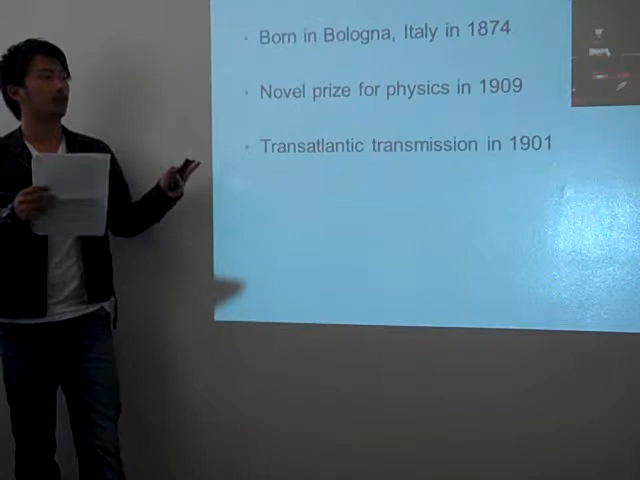 Born in Bologna, Italy in 1874
Novel prize for physics in 1909
Transatlantic transmission in 1901